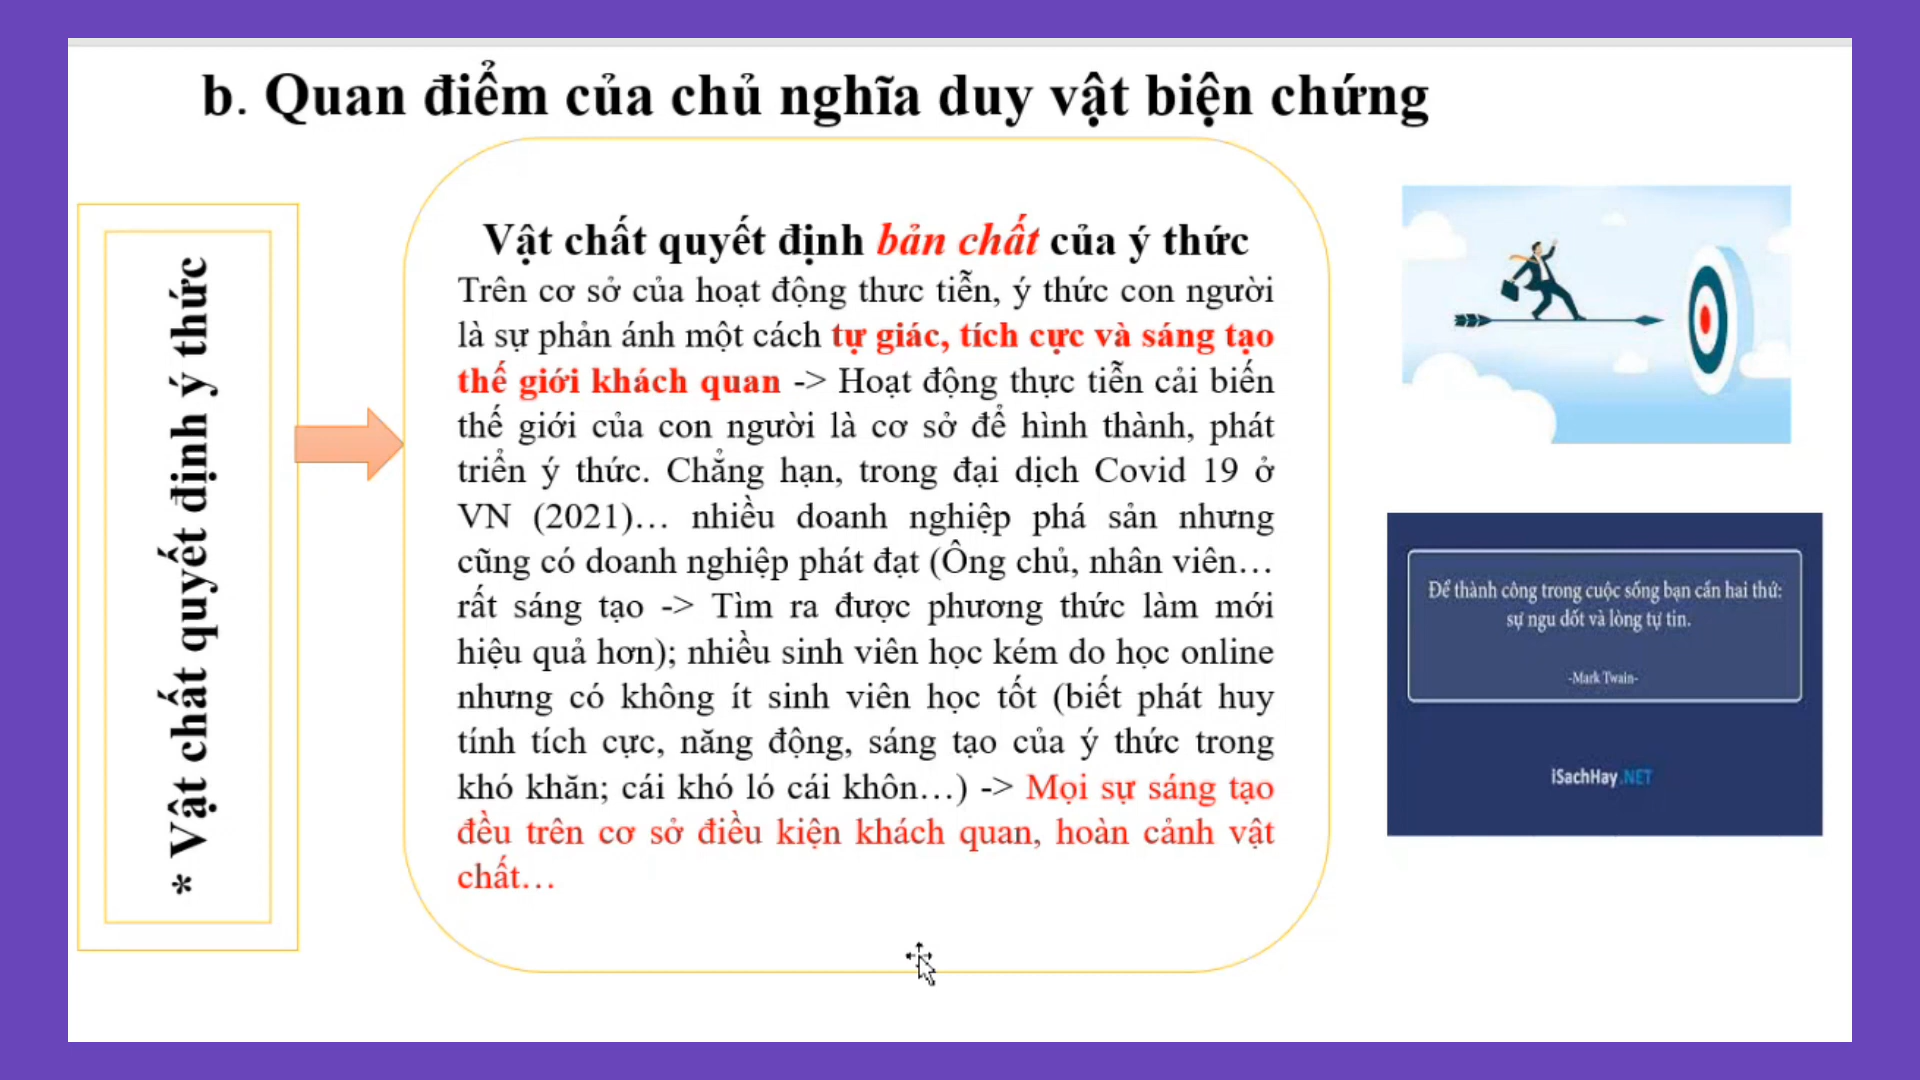 b. Quan điểm của chủ nghĩa duy vật biện chứng
* Vật chất quyết định ý thức
Vật chất quyết định bản chất của ý thức
Trên cơ sở của hoạt động thưc tiễn, ý thức con người
là sự phản ánh một cách tự giác, tích cực và sáng tạo
thế giới khách quan -> Hoạt động thực tiễn cải biến
thế giới của con người là cơ sở để hình thành, phát
triển ý thức. Chẳng hạn, trong đại dịch Covid 19 ở
VN (2021)… nhiều doanh nghiệp phá sản nhưng
cũng có doanh nghiệp phát đạt (Ông chủ, nhân viên…
rất sáng tạo -> Tìm ra được phương thức làm mới
hiệu quả hơn); nhiều sinh viên học kém do học online
nhưng có không ít sinh viên học tốt (biết phát huy
tính tích cực, năng động, sáng tạo của ý thức trong
khó khăn; cái khó ló cái khôn…) -> Mọi sự sáng tạo
đều trên cơ sở điều kiện khách quan, hoàn cảnh vật
chất…
Để thành công trong cuộc sống bạn cần hai thứ:
sự ngu dốt và lòng tự tin.
-Mark Twain-
iSachHay.NET